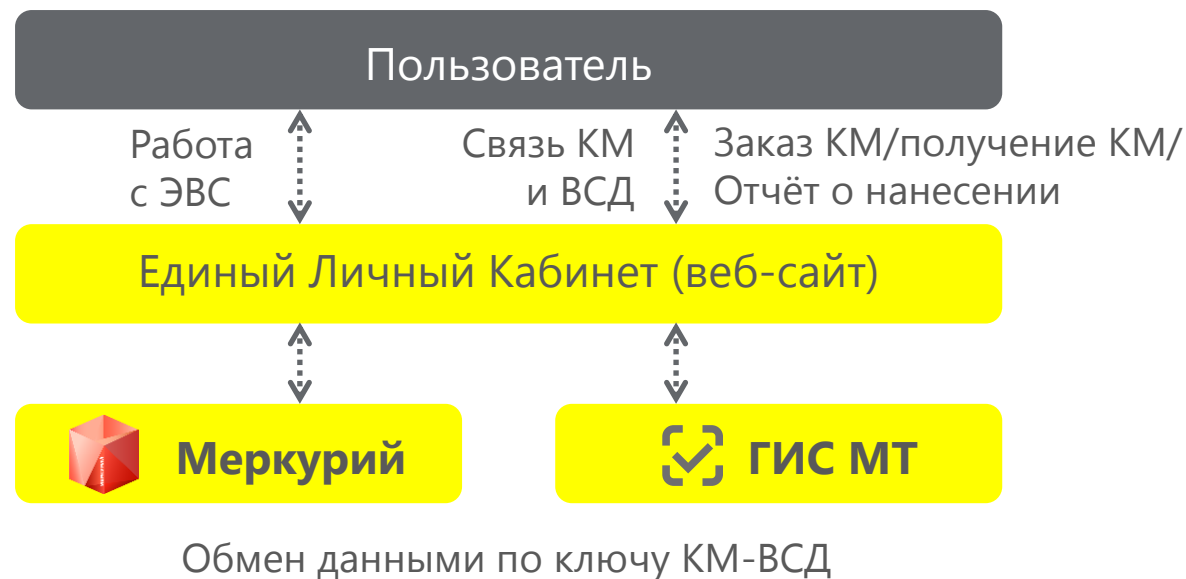 Пользователь
Работа
с ЭВС
Связь КМ
и ВСД
Заказ КМ/получение КМ/
Отчёт о нанесении
Единый Личный Кабинет (веб-сайт)
Меркурий
ГИС МТ
Обмен данными по ключу КМ-ВСД